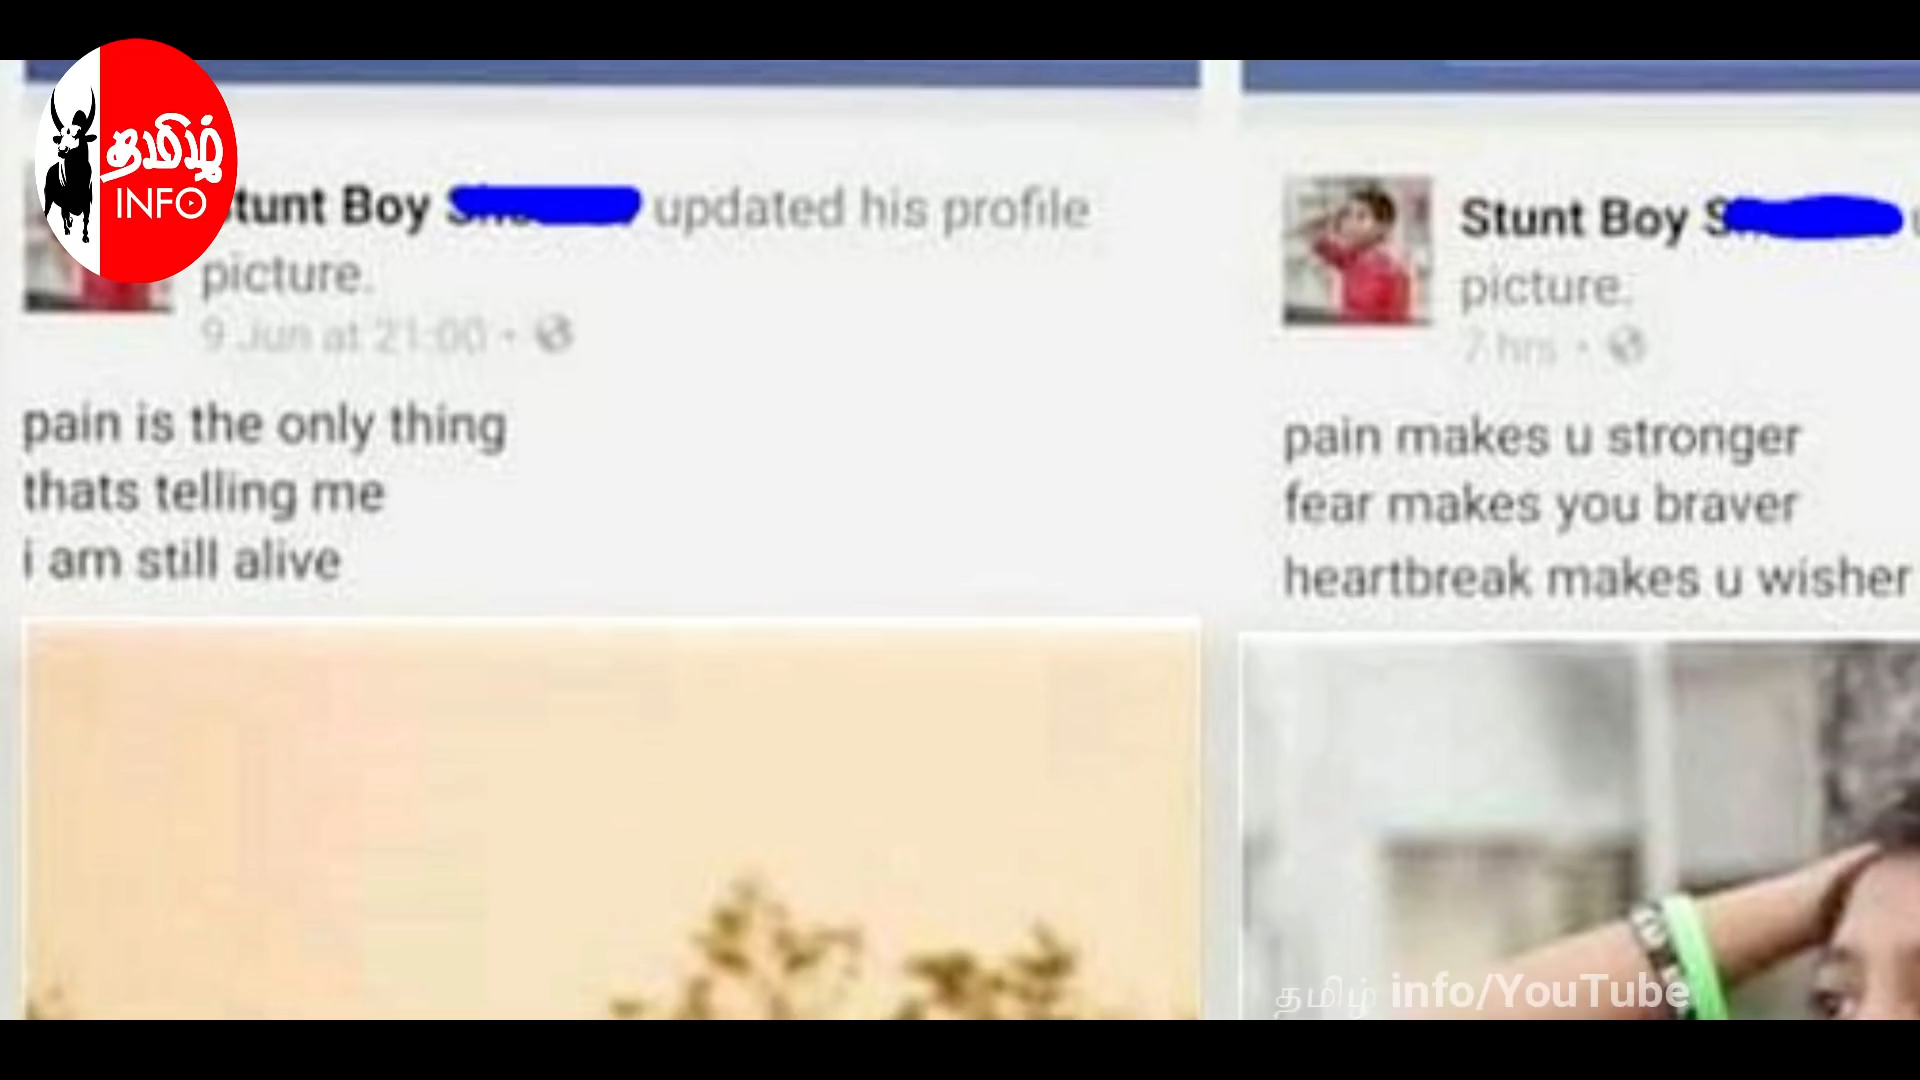 தமிழ்
INFO
Stunt Boy updated his profile
picture.
9 Jun at 21:00
pain is the only thing
thats telling me
i am still alive
Stunt Boy
picture.
7 hrs
pain makes u stronger
fear makes you braver
heartbreak makes u wisher
தமிழ் info/YouTube